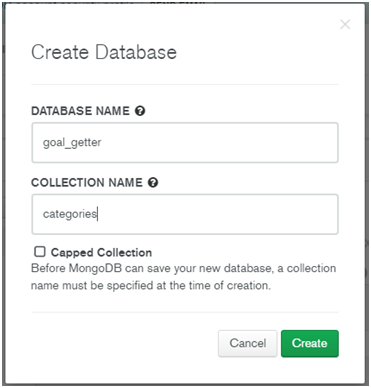 Create Database
DATABASE NAME
goal_getter
COLLECTION NAME
categories
Capped Collection
Before MongoDB can save your new database, a collection
name must be specified at the time of creation.
Cancel Create